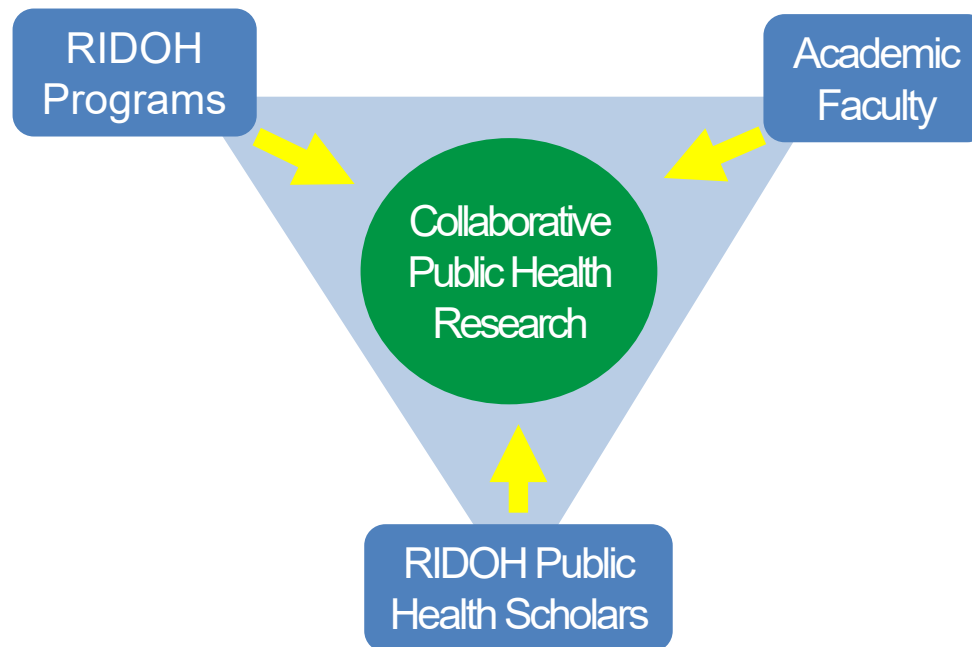 RIDOH
Programs
Academic
Faculty
Collaborative
Public Health
Research
RIDOH Public
Health Scholars